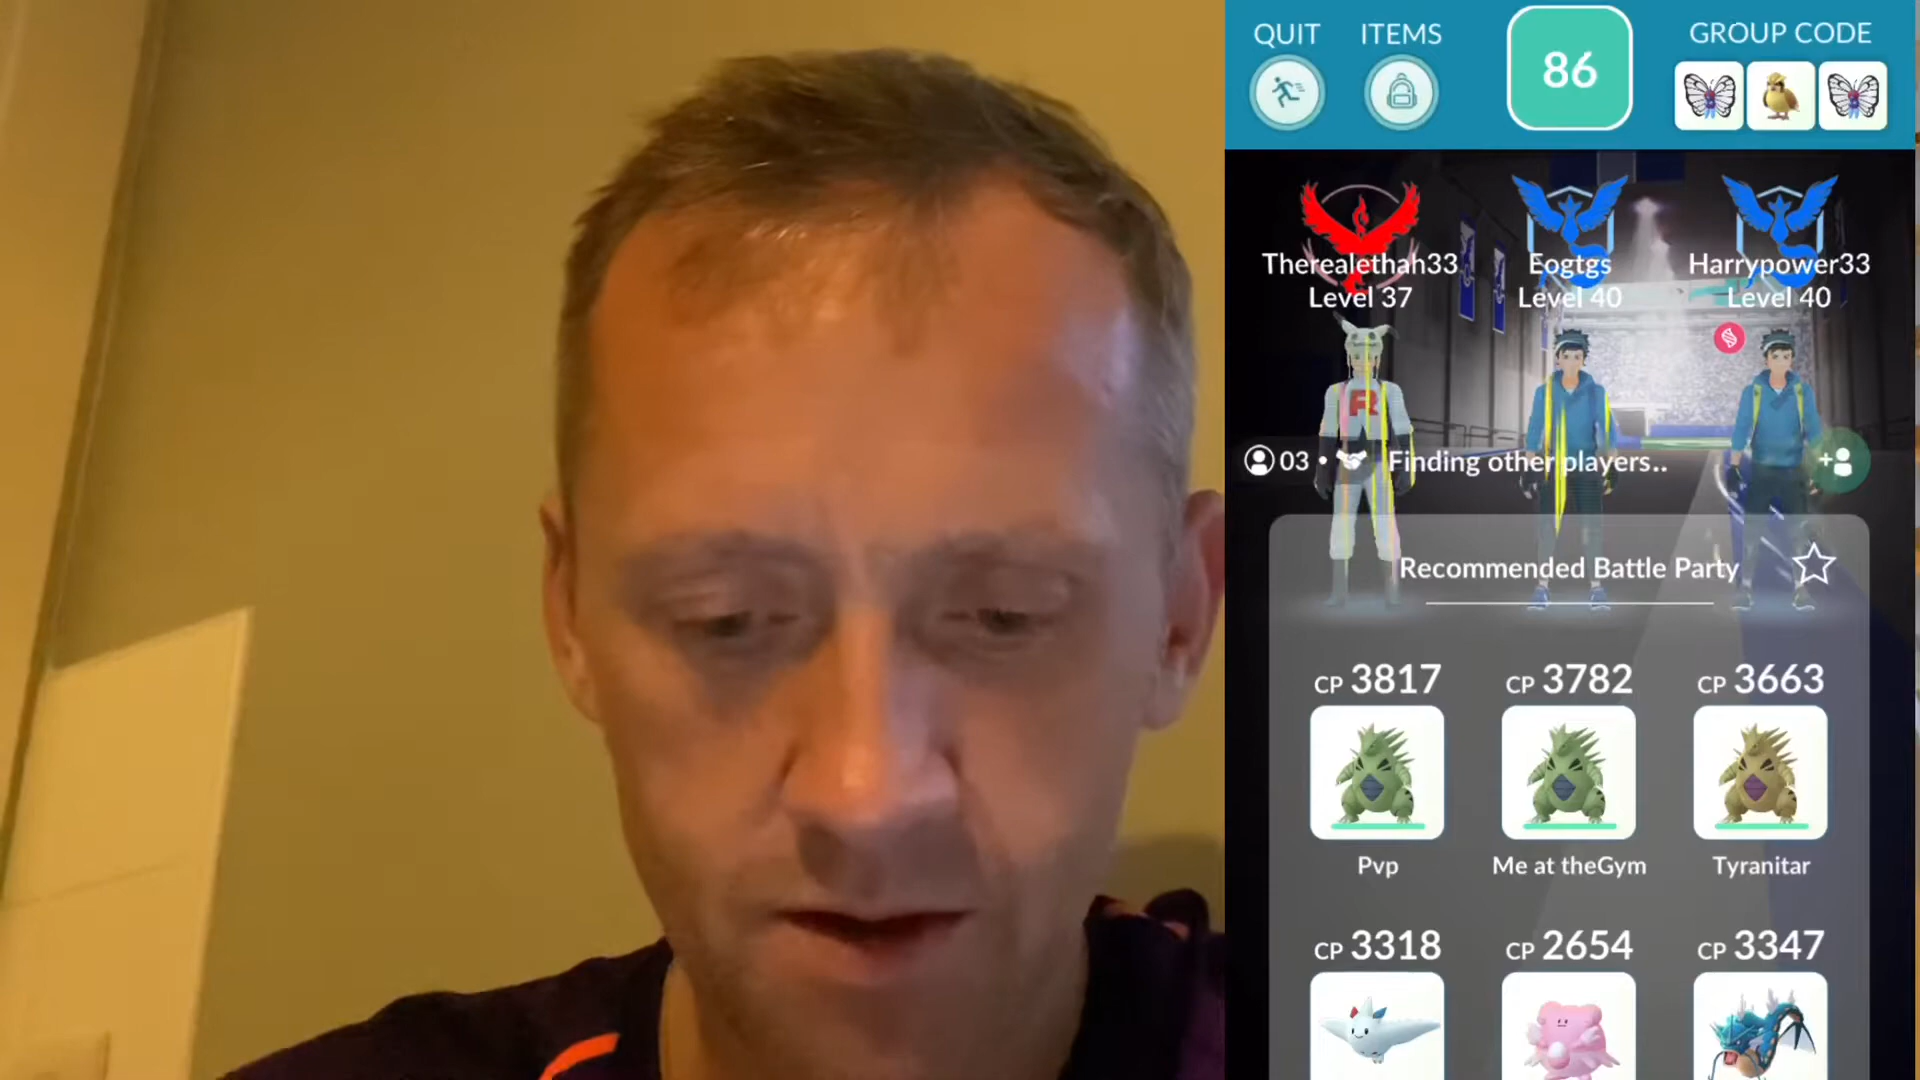 QUIT
ITEMS
86
GROUP CODE
Therealethah33
Level 37
Eogtgs
Level 40
Harrypower33
Level 40
R
03 • Finding other players..
Recommended Battle Party
CP 3817
CP 3782
CP 3663
Pvp
Me at theGym
Tyranitar
CP 3318
CP 2654
CP 3347